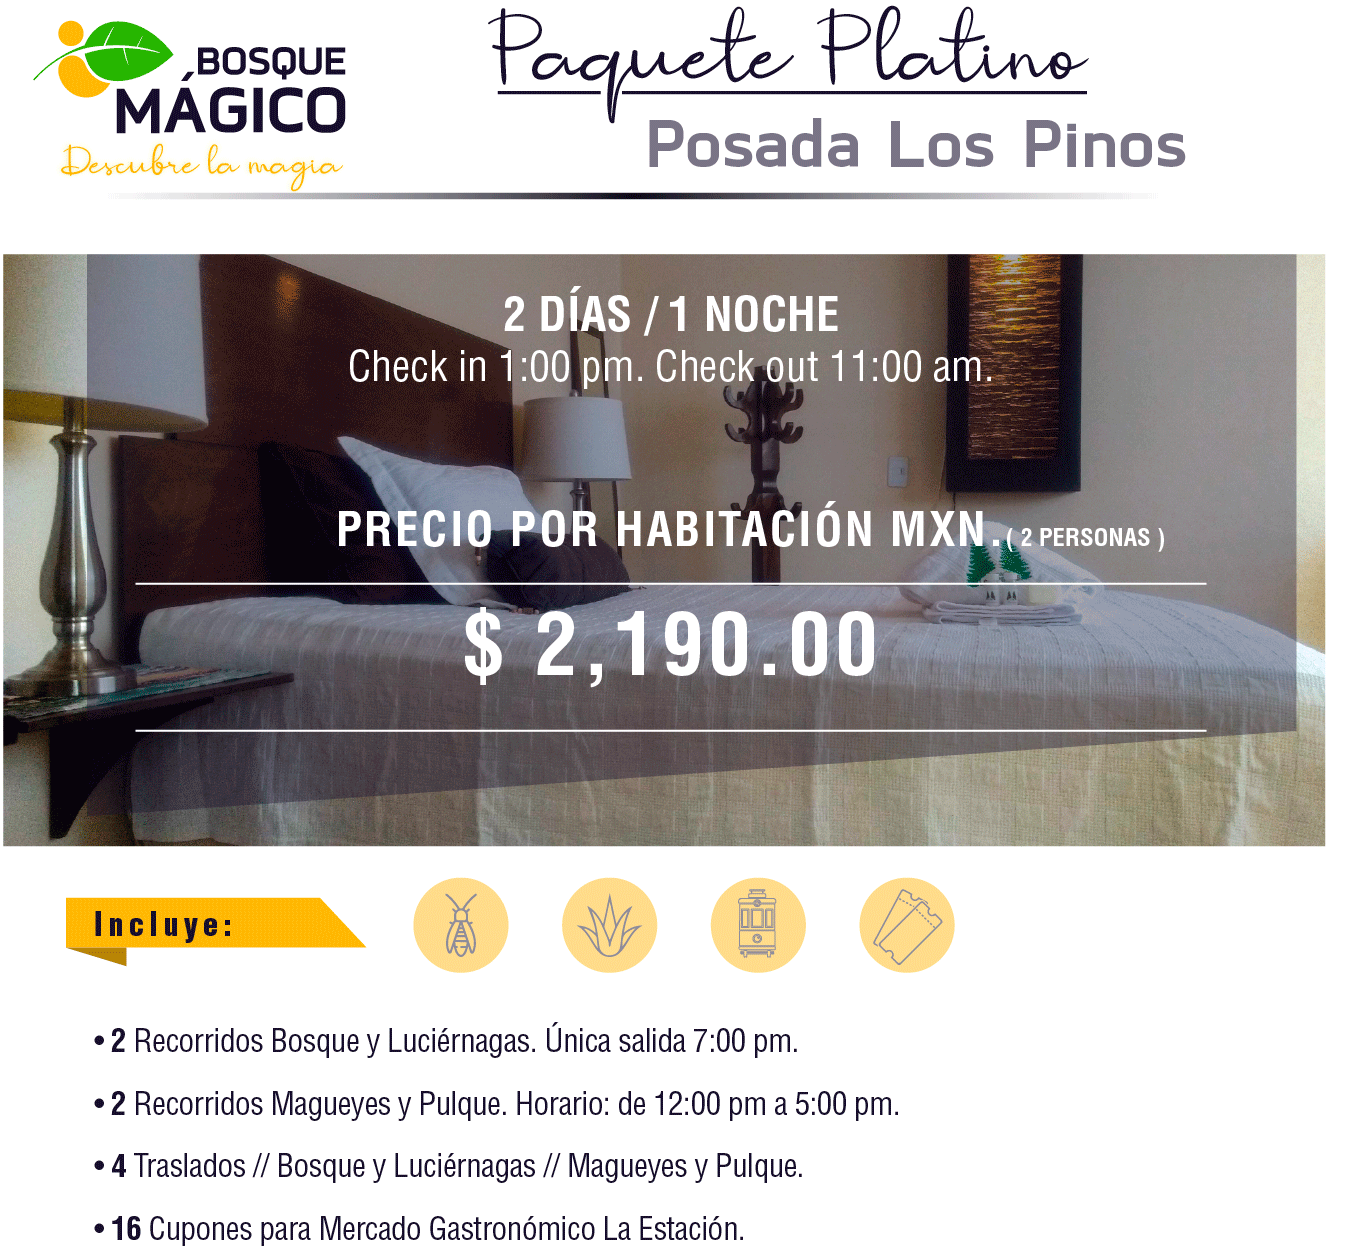 BOSQUE
MÁGICO
Descubre la magia
Paquete Platino
Posada Los Pinos
2 DÍAS / 1 NOCHE
Check in 1:00 pm. Check out 11:00 am.
PRECIO POR HABITACIÓN MXN. ( 2 PERSONAS )
$ 2,190.00
Incluye:
• 2 Recorridos Bosque y Luciérnagas. Única salida 7:00 pm.
• 2 Recorridos Magueyes y Pulque. Horario: de 12:00 pm a 5:00 pm.
• 4 Traslados // Bosque y Luciérnagas // Magueyes y Pulque.
• 16 Cupones para Mercado Gastronómico La Estación.